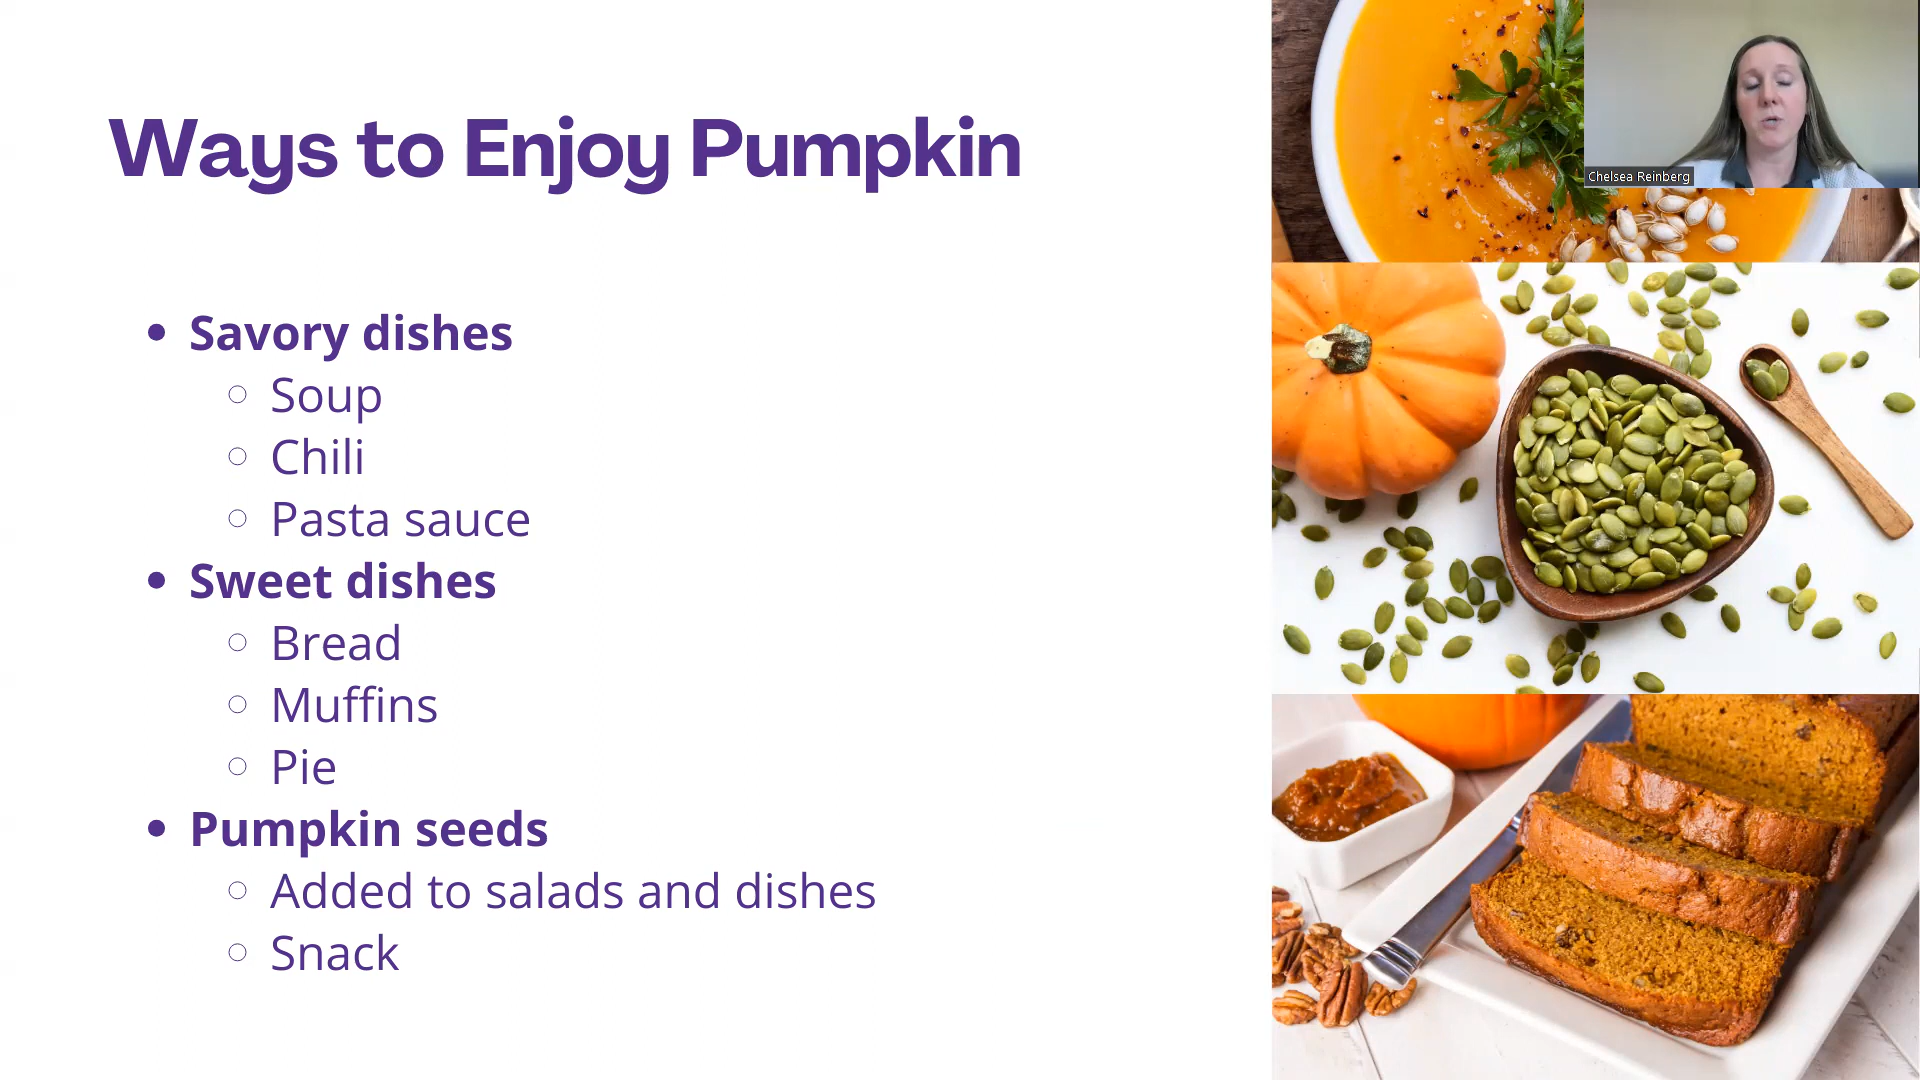 Ways to Enjoy Pumpkin
Chelsea Reinberg
Savory dishes
Soup
Chili
Pasta sauce
Sweet dishes
Bread
Muffins
Pie
Pumpkin seeds
Added to salads and dishes
Snack